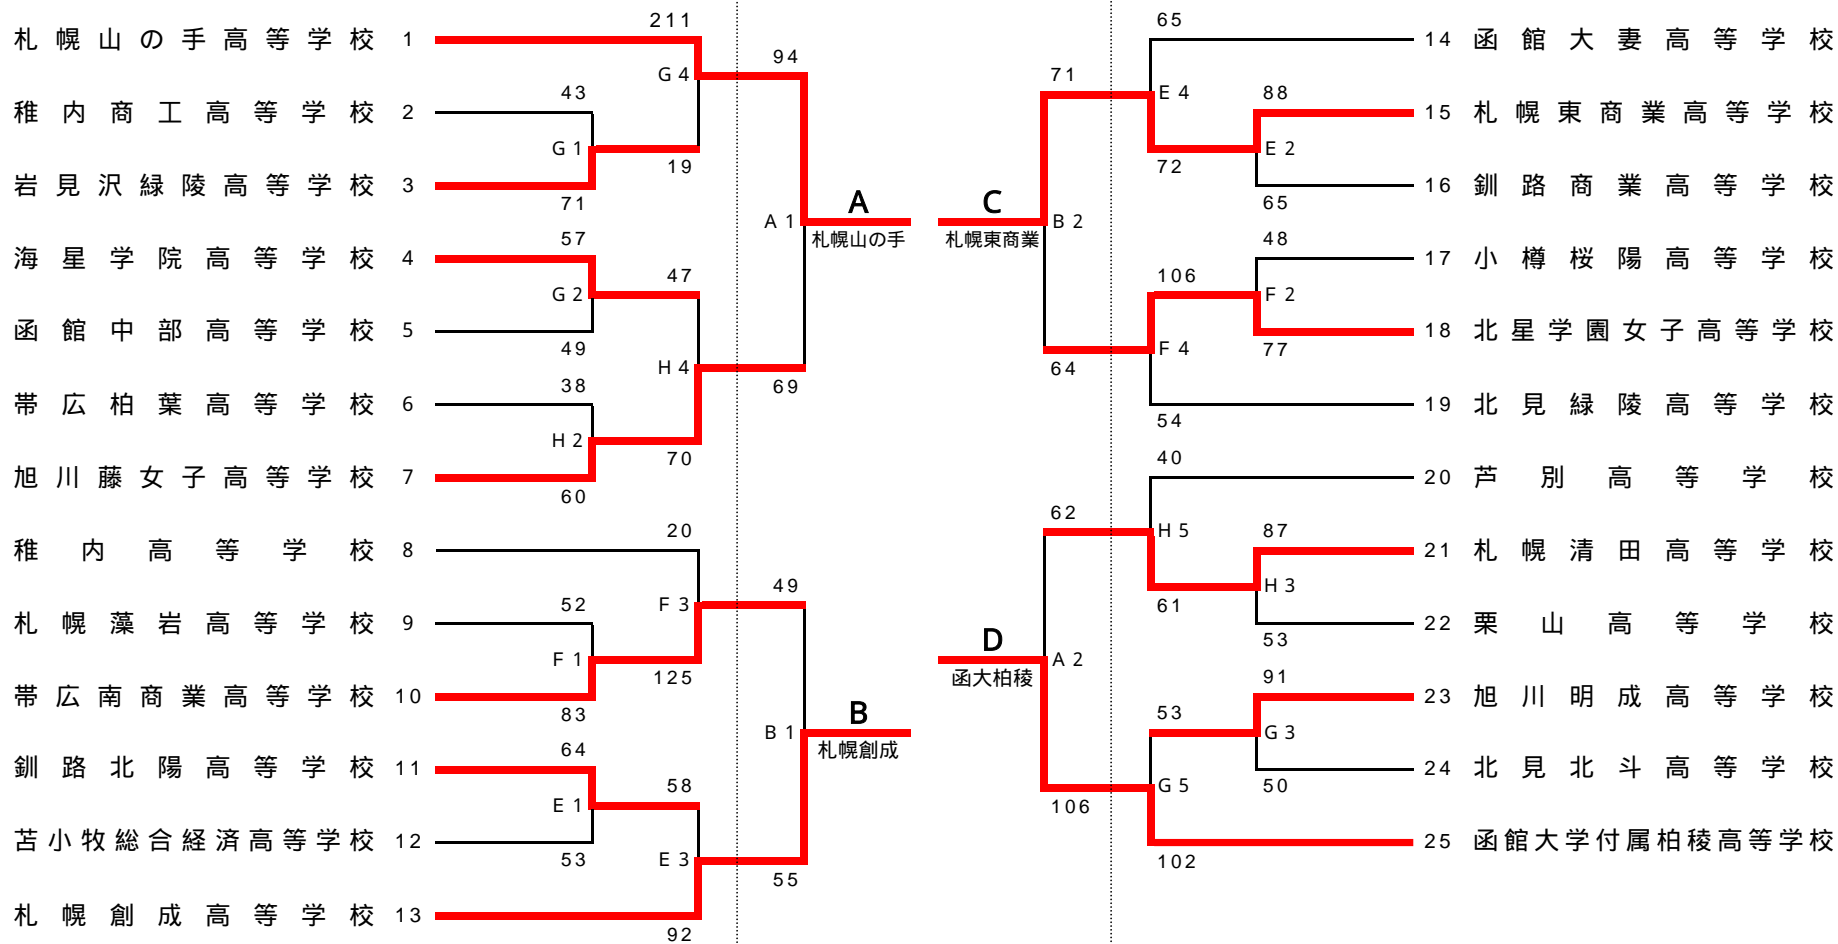 札幌山の手高等学校 1
稚内商工高等学校 2
岩見沢緑陵高等学校 3
海星学院高等学校 4
函館中部高等学校 5
帯広柏葉高等学校 6
旭川藤女子高等学校 7
稚内高等学校 8
札幌藻岩高等学校 9
帯広南商業高等学校 10
釧路北陽高等学校 11
苫小牧総合経済高等学校 12
札幌創成高等学校 13
211
G4
43
G1
19
71
57
G2
47
49
H4
38
H2
70
60
20
52
F3
F1
125
83
64
E1
58
53
E3
92
94
A1
69
49
B1
55
A
札幌山の手
B
札幌創成
C
札幌東商業
D
函大柏稜
71
B2
64
62
A2
106
65
E4
88
E2
72
65
48
106
F2
77
F4
54
40
H5
87
H3
61
53
91
53
G3
50
G5
102
14 函館大妻高等学校
15 札幌東商業高等学校
16 釧路商業高等学校
17 小樽桜陽高等学校
18 北星学園女子高等学校
19 北見緑陵高等学校
20 芦別高等学校
21 札幌清田高等学校
22 栗山高等学校
23 旭川明成高等学校
24 北見北斗高等学校
25 函館大学付属柏稜高等学校